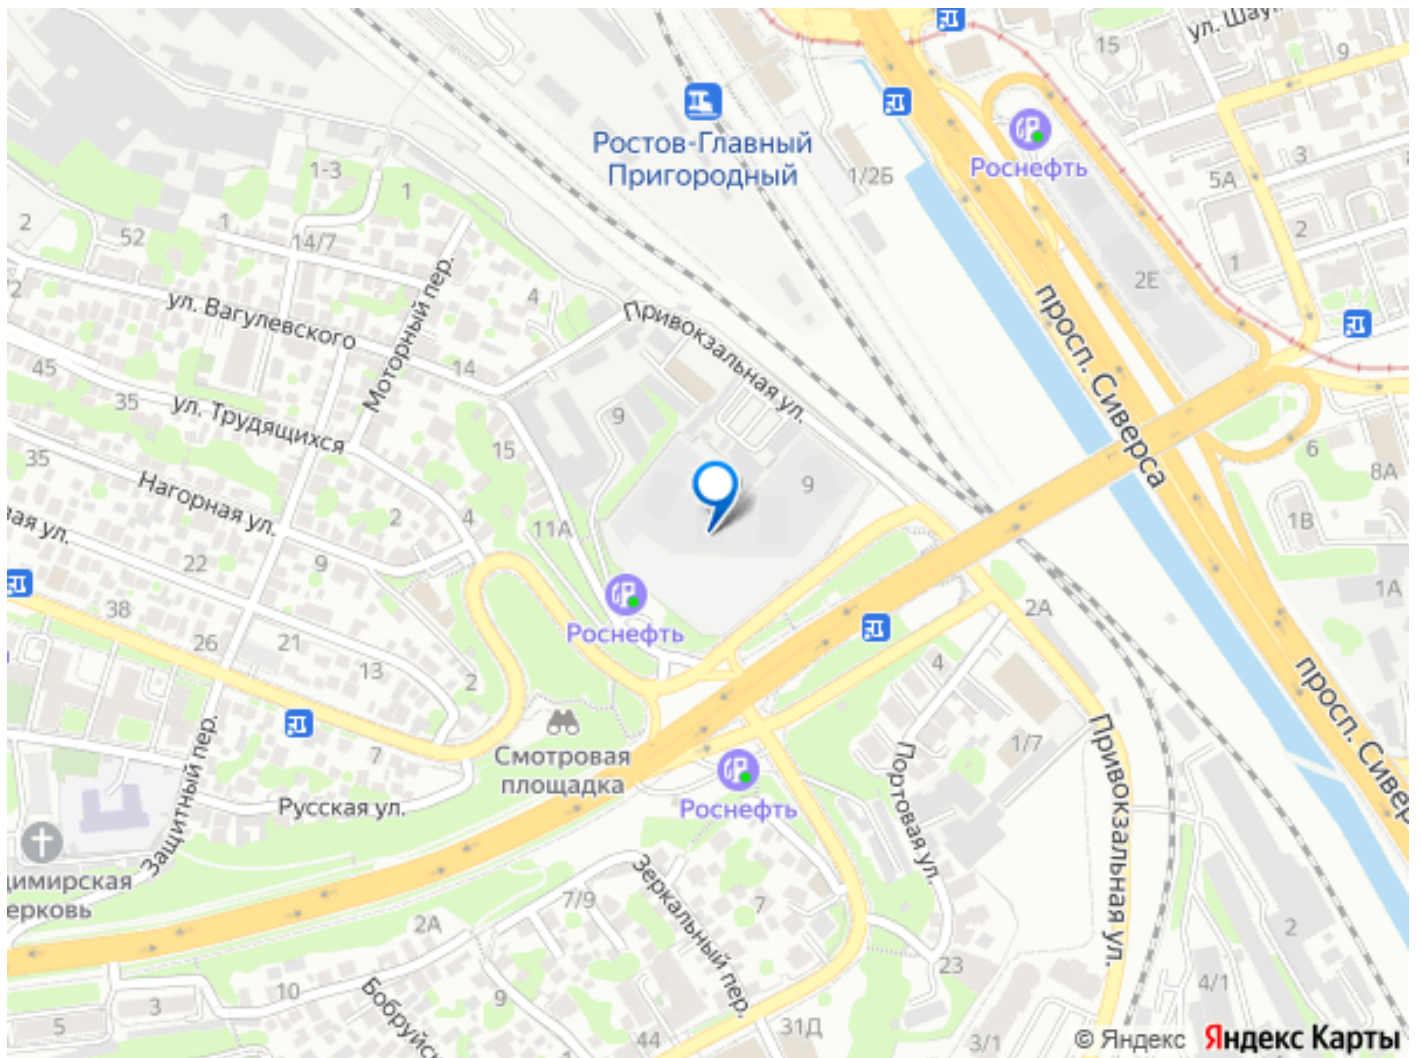 ул. Шау
15
9
Ростов-Главный
Пригородный
1/2Б
Роснефть
3
5А
8
2
1
2Е
1-3
1
2
52
1
14/7
4
2
ул. Вагулевского
Моторный пер.
Привокзальная ул.
просп. Сиверса
45
14
35
ул. Трудящихся
9
15
6
8А
35
Нагорная ул.
9
2
4
11А
1В
вая ул.
22
9
1А
38
Роснефть
2А
26
21
13
2
4
просп. Сивер
Смотровая
площадка
7
Защитный пер.
Русская ул.
Роснефть
Портовая ул.
1/7
Привокзальная ул.
димирская
ерковь
Зеркальный пер.
7/9
7
2А
2
23
10
9
Бобруйс
4/1
3
5
44
31Д
3/1
© Яндекс Яндекс Карты